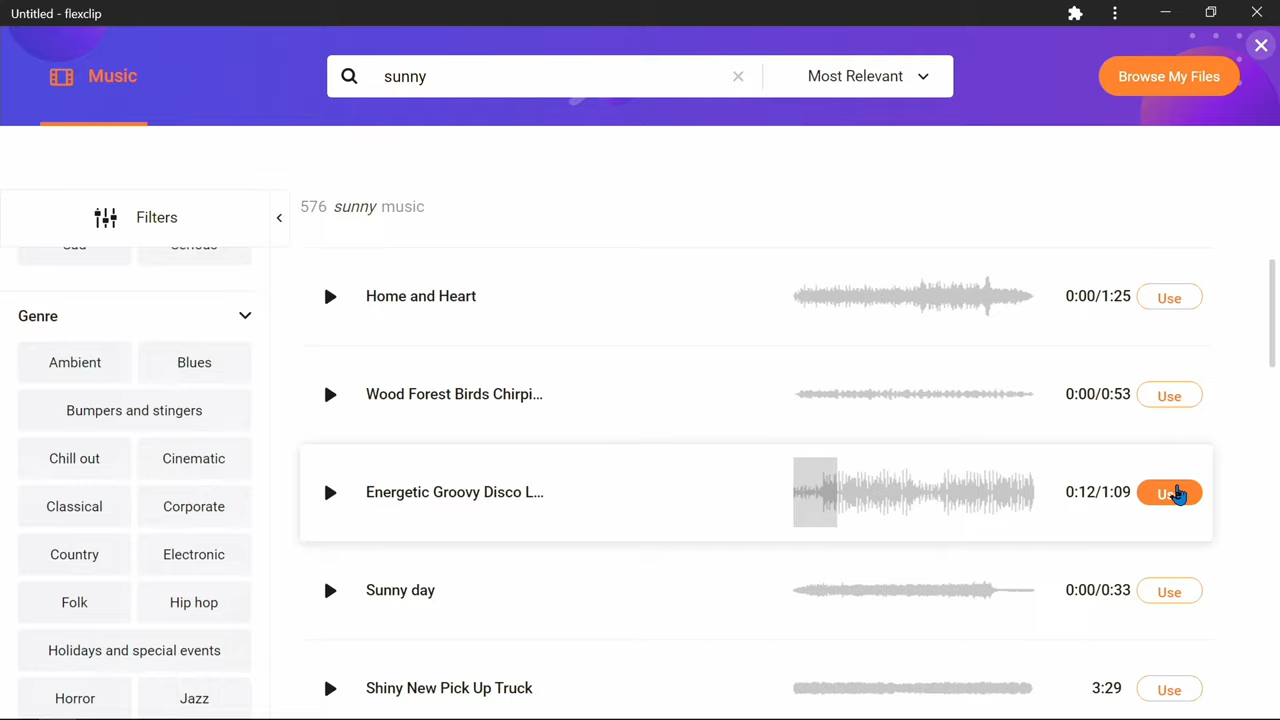 Untitled - flexclip
Music
sunny
Most Relevant
Browse My Files
Filters
576 sunny music
Genre
Ambient
Blues
Bumpers and stingers
Chill out
Cinematic
Classical
Corporate
Country
Electronic
Folk
Hip hop
Holidays and special events
Horror
Jazz
Home and Heart
0:00/1:25
Use
Wood Forest Birds Chirpi...
0:00/0:53
Use
Energetic Groovy Disco L...
0:12/1:09
Sunny day
0:00/0:33
Use
Shiny New Pick Up Truck
3:29
Use